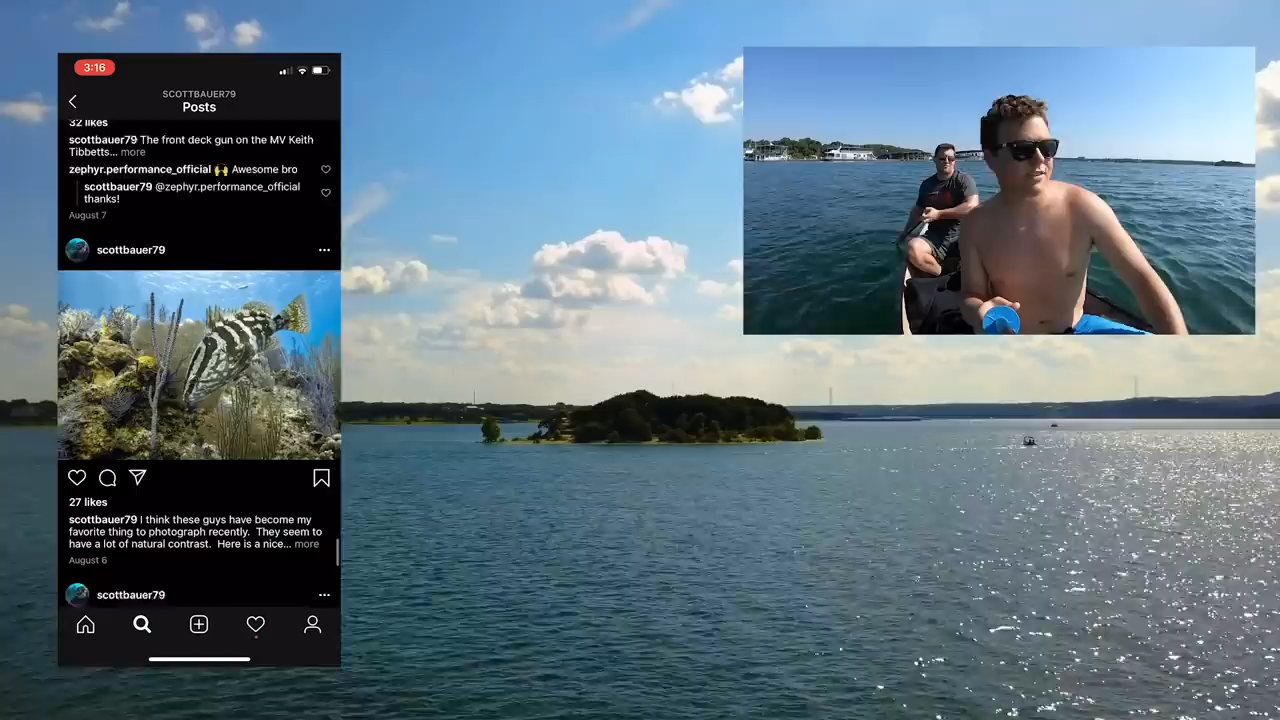 3:16
SCOTTBAUER79
Posts
32 likes
scottbauer79 The front deck gun on the MV Keith
Tibbetts... more
zephyr.performance_official 🙌 Awesome bro
scottbauer79 @zephyr.performance_official
thanks!
August 7
scottbauer79
27 likes
scottbauer79 I think these guys have become my
favorite thing to photograph recently. They seem to
have a lot of natural contrast. Here is a nice... more
August 6
scottbauer79